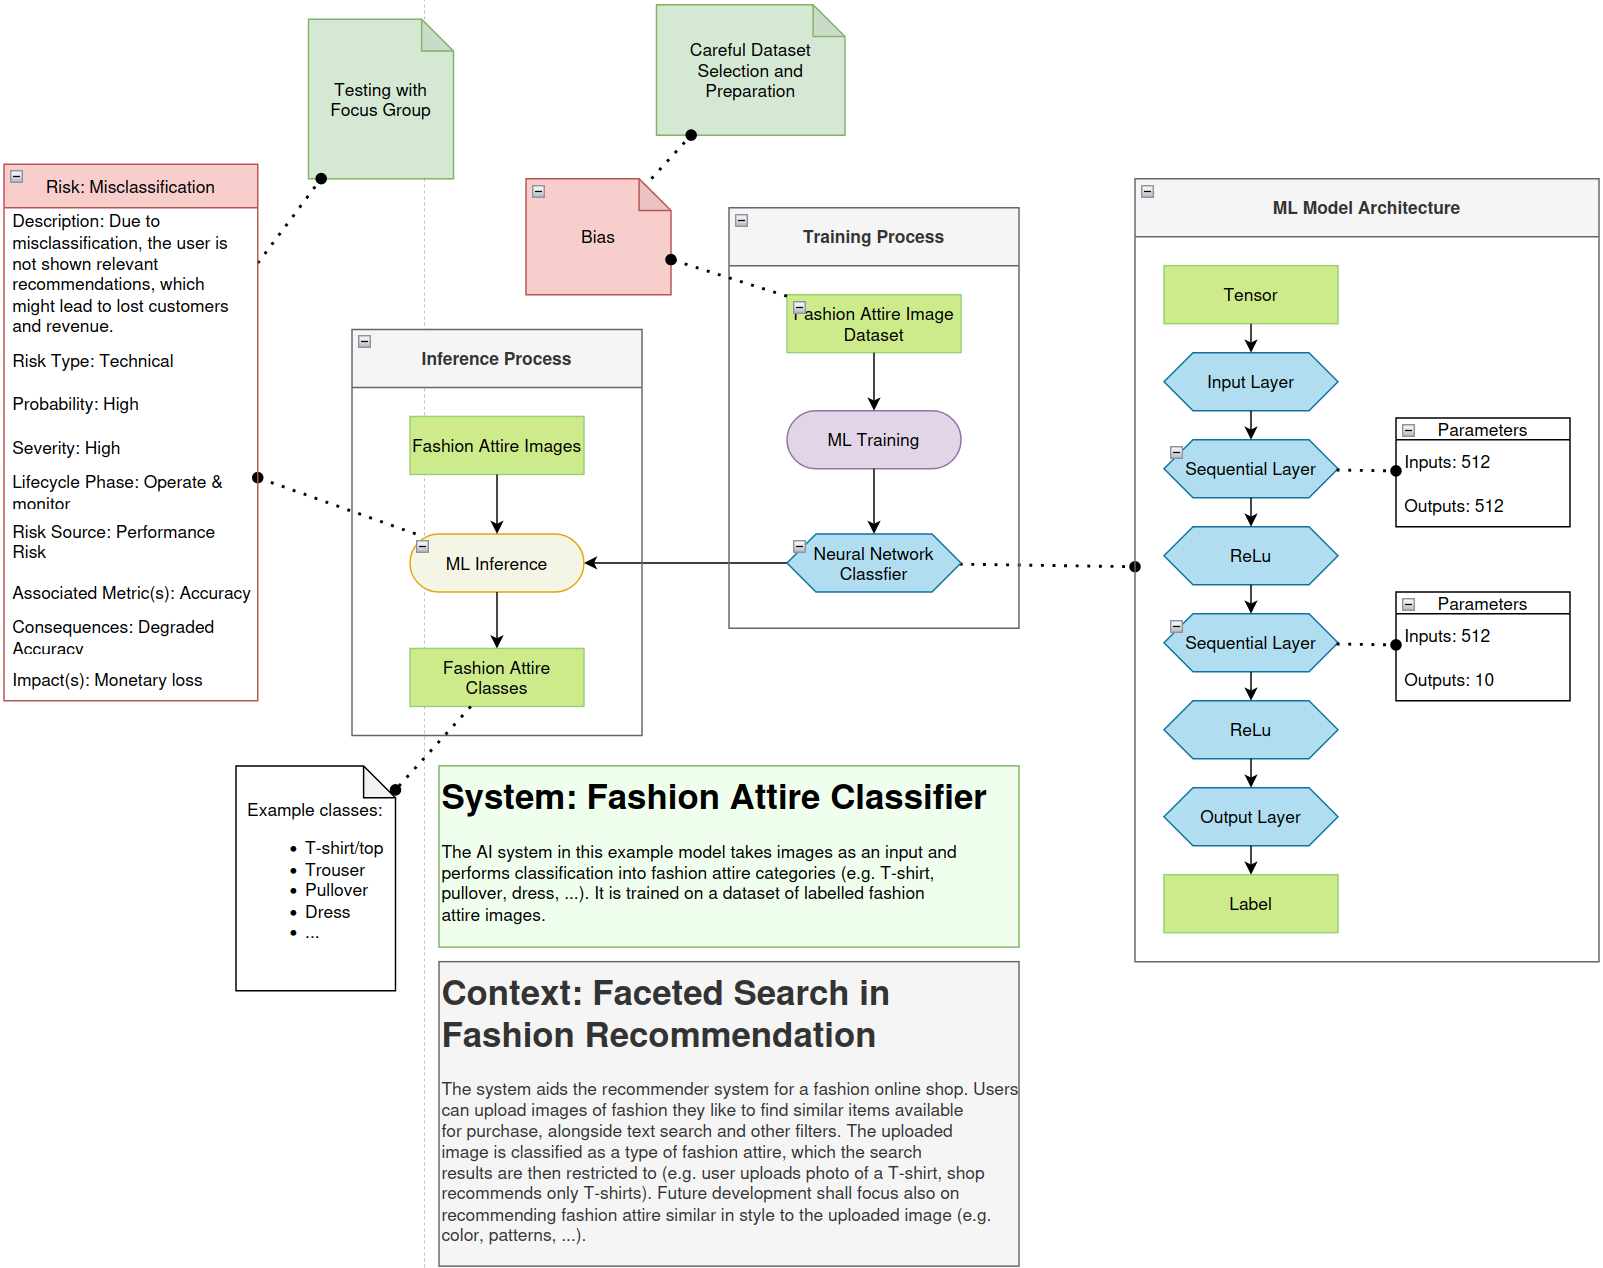 Testing with
Focus Group
Careful Dataset
Selection and
Preparation
Risk: Misclassification
Description: Due to
misclassification, the user is
not shown relevant
recommendations, which
might lead to lost customers
and revenue.
Risk Type: Technical
Probability: High
Severity: High
Lifecycle Phase: Operate &
monitor
Risk Source: Performance
Risk
Associated Metric(s): Accuracy
Consequences: Degraded
Accuracy
Impact(s): Monetary loss
Bias
Inference Process
Fashion Attire Images
ML Inference
Fashion Attire
Classes
Training Process
Fashion Attire Image
Dataset
ML Training
Neural Network
Classfier
ML Model Architecture
Tensor
Input Layer
Sequential Layer
Parameters
Inputs: 512
Outputs: 512
ReLu
Sequential Layer
Parameters
Inputs: 512
Outputs: 10
ReLu
Output Layer
Label
Example classes:
• T-shirt/top
• Trouser
• Pullover
• Dress
• ...
System: Fashion Attire Classifier
The AI system in this example model takes images as an input and
performs classification into fashion attire categories (e.g. T-shirt,
pullover, dress, ...). It is trained on a dataset of labelled fashion
attire images.
Context: Faceted Search in
Fashion Recommendation
The system aids the recommender system for a fashion online shop. Users
can upload images of fashion they like to find similar items available
for purchase, alongside text search and other filters. The uploaded
image is classified as a type of fashion attire, which the search
results are then restricted to (e.g. user uploads photo of a T-shirt, shop
recommends only T-shirts). Future development shall focus also on
recommending fashion attire similar in style to the uploaded image (e.g.
color, patterns, ...).